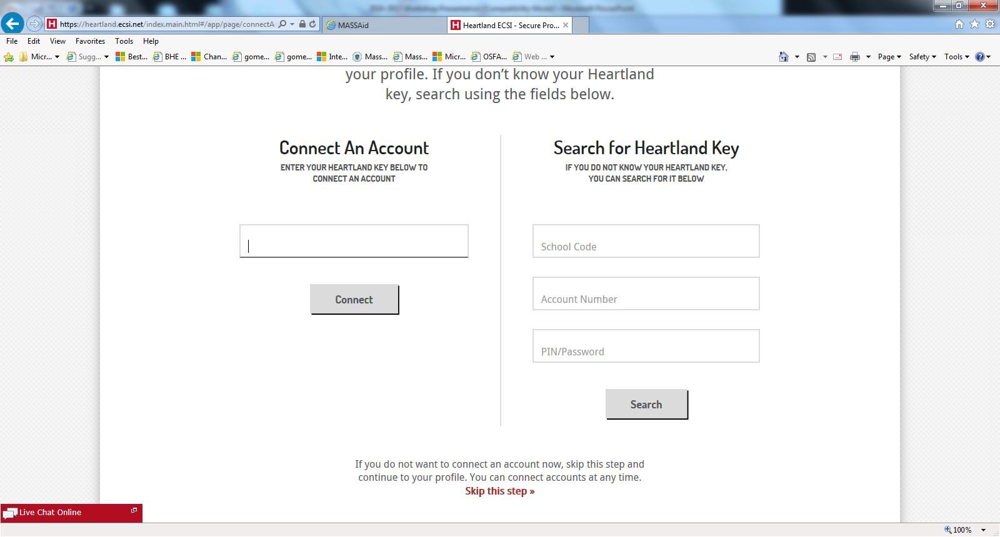 https://heartland.ecsi.net/index.main.html#/app/page/connectA
MASSAid
H Heartland ECSI - Secure Pro...
File Edit View Favorites Tools Help
Micr... Sugg... Best... BHE ... Chan... gome... gome... Inte... Mass... Mass... Micr... OSFA... Web ... Page Safety Tools
your profile. If you don’t know your Heartland
key, search using the fields below.
Connect An Account
ENTER YOUR HEARTLAND KEY BELOW TO
CONNECT AN ACCOUNT
Connect
Search for Heartland Key
IF YOU DO NOT KNOW YOUR HEARTLAND KEY,
YOU CAN SEARCH FOR IT BELOW
School Code
Account Number
PIN/Password
Search
If you do not want to connect an account now, skip this step and
continue to your profile. You can connect accounts at any time.
Skip this step »
Live Chat Online
100%